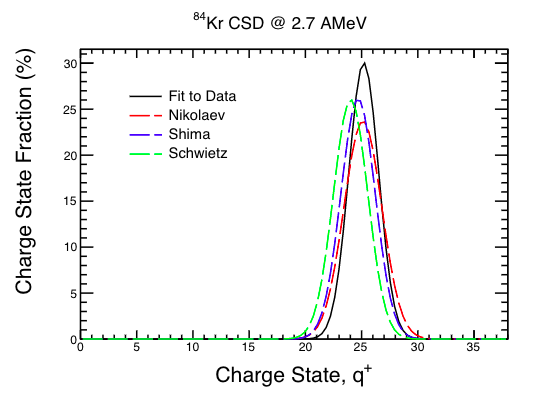 ⁸⁴Kr CSD @ 2.7 AMeV
Charge State Fraction (%)
30
25
20
15
10
5
0
Fit to Data
Nikolaev
Shima
Schwietz
0 5 10 15 20 25 30 35
Charge State, q⁺